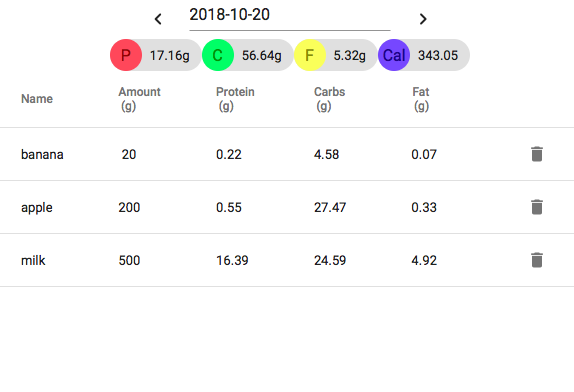 2018-10-20
P 17.16g C 56.64g F 5.32g Cal 343.05
Name Amount (g) Protein (g) Carbs (g) Fat (g)
banana 20 0.22 4.58 0.07
apple 200 0.55 27.47 0.33
milk 500 16.39 24.59 4.92